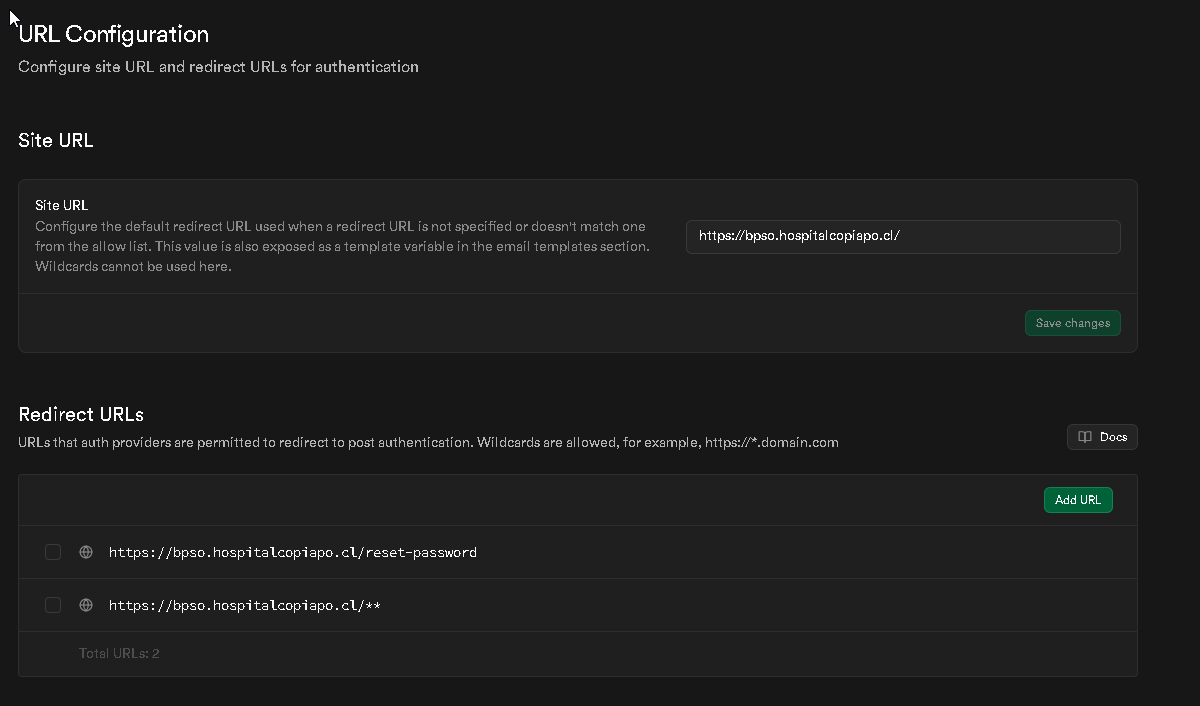 URL Configuration
Configure site URL and redirect URLs for authentication
Site URL
Site URL
Configure the default redirect URL used when a redirect URL is not specified or doesn't match one
from the allow list. This value is also exposed as a template variable in the email templates section.
Wildcards cannot be used here.
https://bpso.hospitalcopiapo.cl/
Save changes
Redirect URLs
URLs that auth providers are permitted to redirect to post authentication. Wildcards are allowed, for example, https://*.domain.com
Docs
Add URL
https://bpso.hospitalcopiapo.cl/reset-password
https://bpso.hospitalcopiapo.cl/**
Total URLs: 2